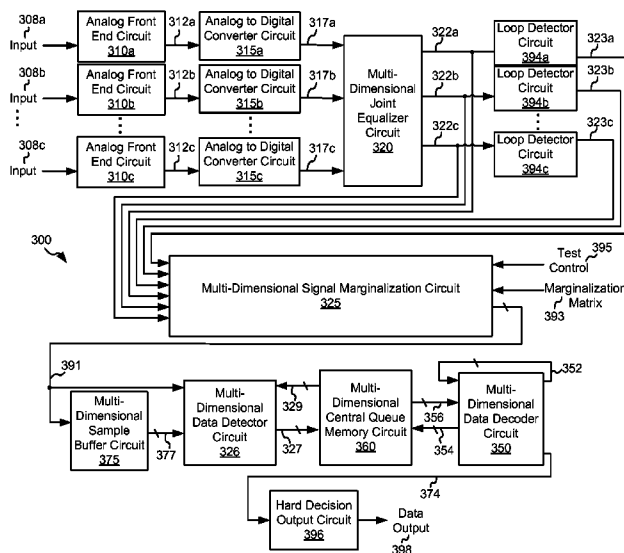 308a
Input
Analog Front
End Circuit
310a
312a
Analog to Digital
Converter Circuit
315a
317a
308b
Input
Analog Front
End Circuit
310b
312b
Analog to Digital
Converter Circuit
315b
317b
308c
Input
Analog Front
End Circuit
310c
312c
Analog to Digital
Converter Circuit
315c
317c
Multi-
Dimensional
Joint
Equalizer
Circuit
320
322a
322b
322c
Loop Detector
Circuit
394a
323a
Loop Detector
Circuit
394b
323b
Loop Detector
Circuit
394c
323c
300
Multi-Dimensional Signal Marginalization Circuit
325
Test
Control
395
Marginalization
Matrix
393
391
Multi-
Dimensional
Sample
Buffer Circuit
375
377
Multi-
Dimensional
Data Detector
Circuit
326
329
327
Multi-
Dimensional
Central Queue
Memory Circuit
360
356
354
Multi-
Dimensional
Data Decoder
Circuit
350
352
374
Hard Decision
Output Circuit
396
Data
Output
398